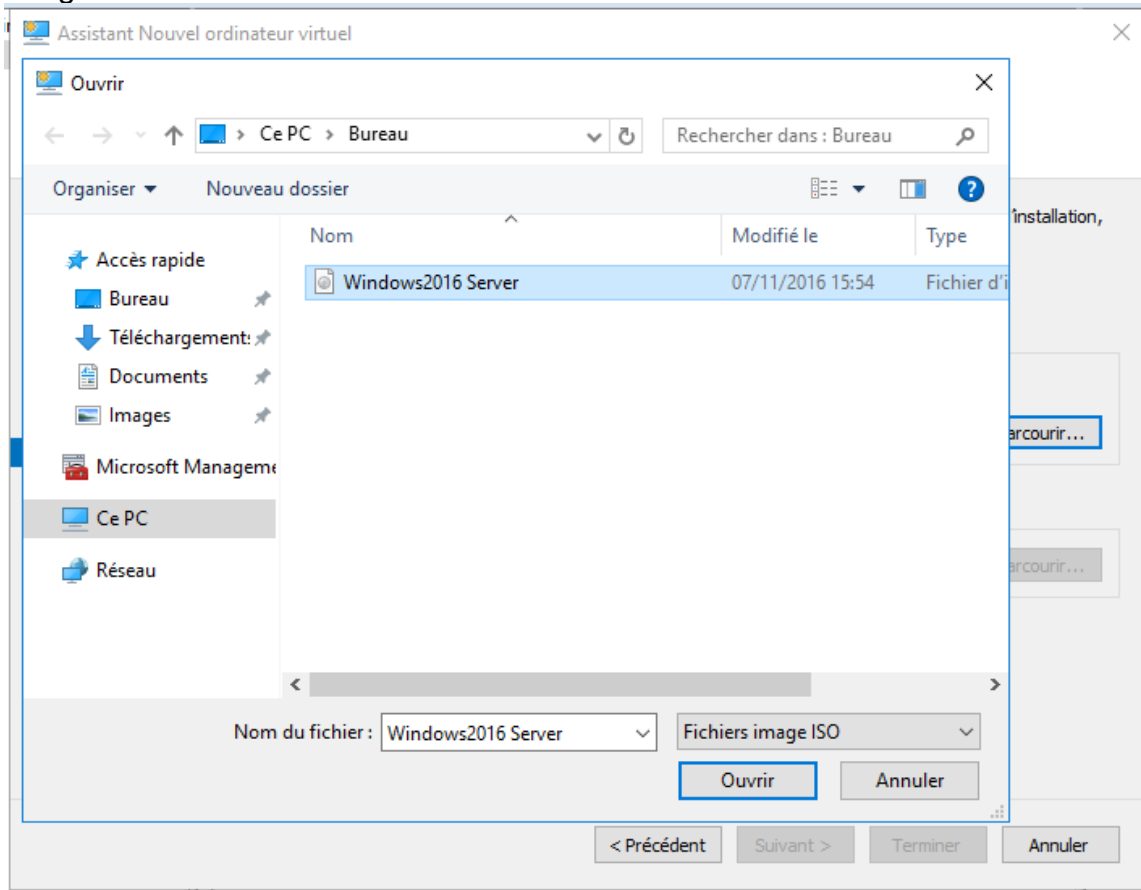 Assistant Nouvel ordinateur virtuel
Ouvrir
Ce PC > Bureau
Rechercher dans : Bureau
Organiser
Nouveau dossier
'installation,
Nom
Modifié le
Type
Accès rapide
Windows2016 Server
07/11/2016 15:54
Fichier d'i
Bureau
Téléchargement:
Documents
Images
arcourir...
Microsoft Manageme
Ce PC
Réseau
arcourir...
Nom du fichier :
Windows2016 Server
Fichiers image ISO
Ouvrir
Annuler
< Précédent
Suivant >
Terminer
Annuler